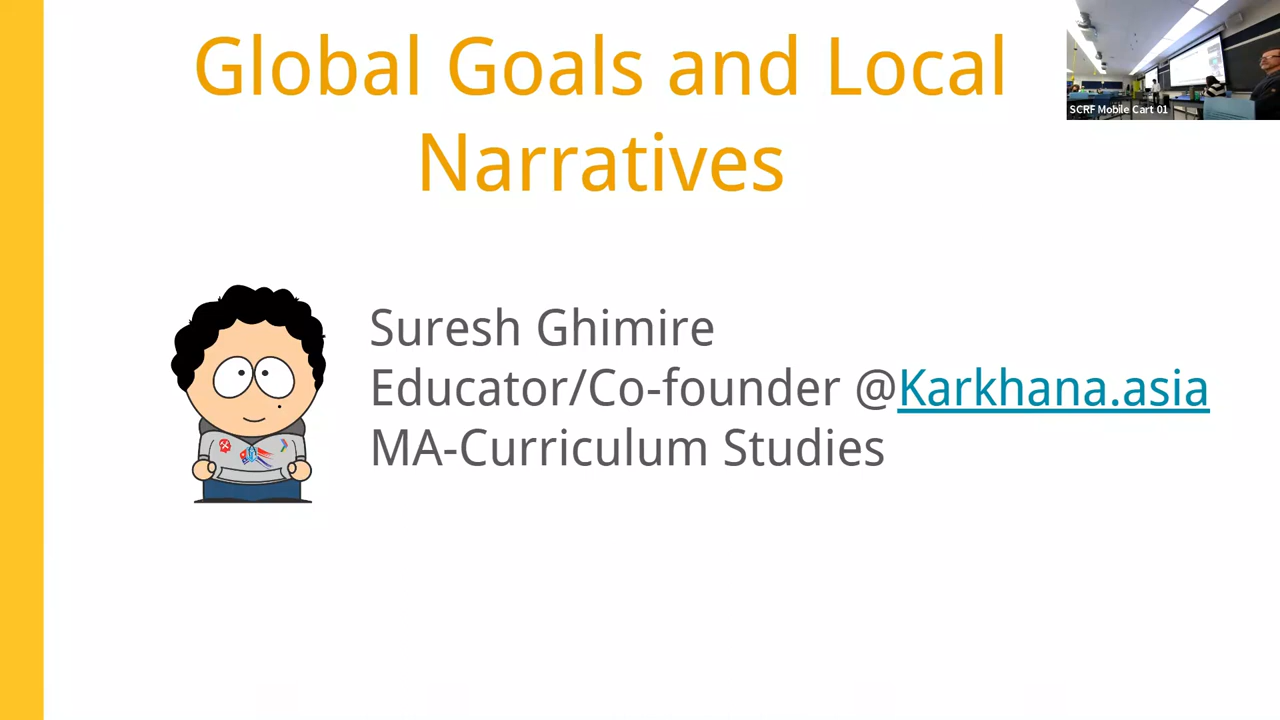 Global Goals and Local
Narratives
SCRF Mobile Cart 01
Suresh Ghimire
Educator/Co-founder @Karkhana.asia
MA-Curriculum Studies